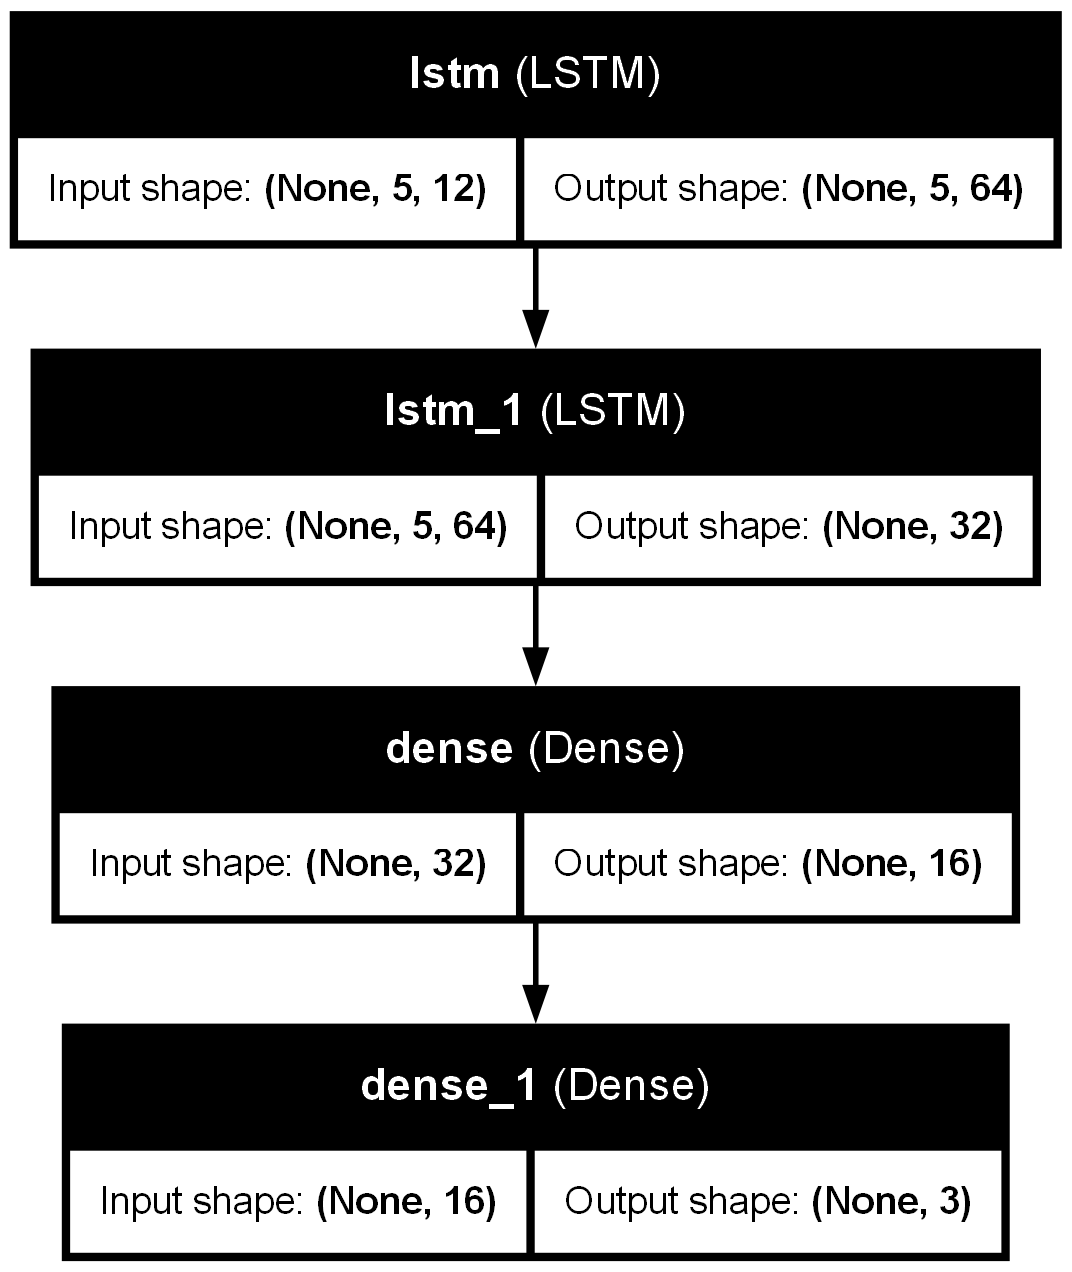 lstm (LSTM)
Input shape: (None, 5, 12) Output shape: (None, 5, 64)
lstm_1 (LSTM)
Input shape: (None, 5, 64) Output shape: (None, 32)
dense (Dense)
Input shape: (None, 32) Output shape: (None, 16)
dense_1 (Dense)
Input shape: (None, 16) Output shape: (None, 3)